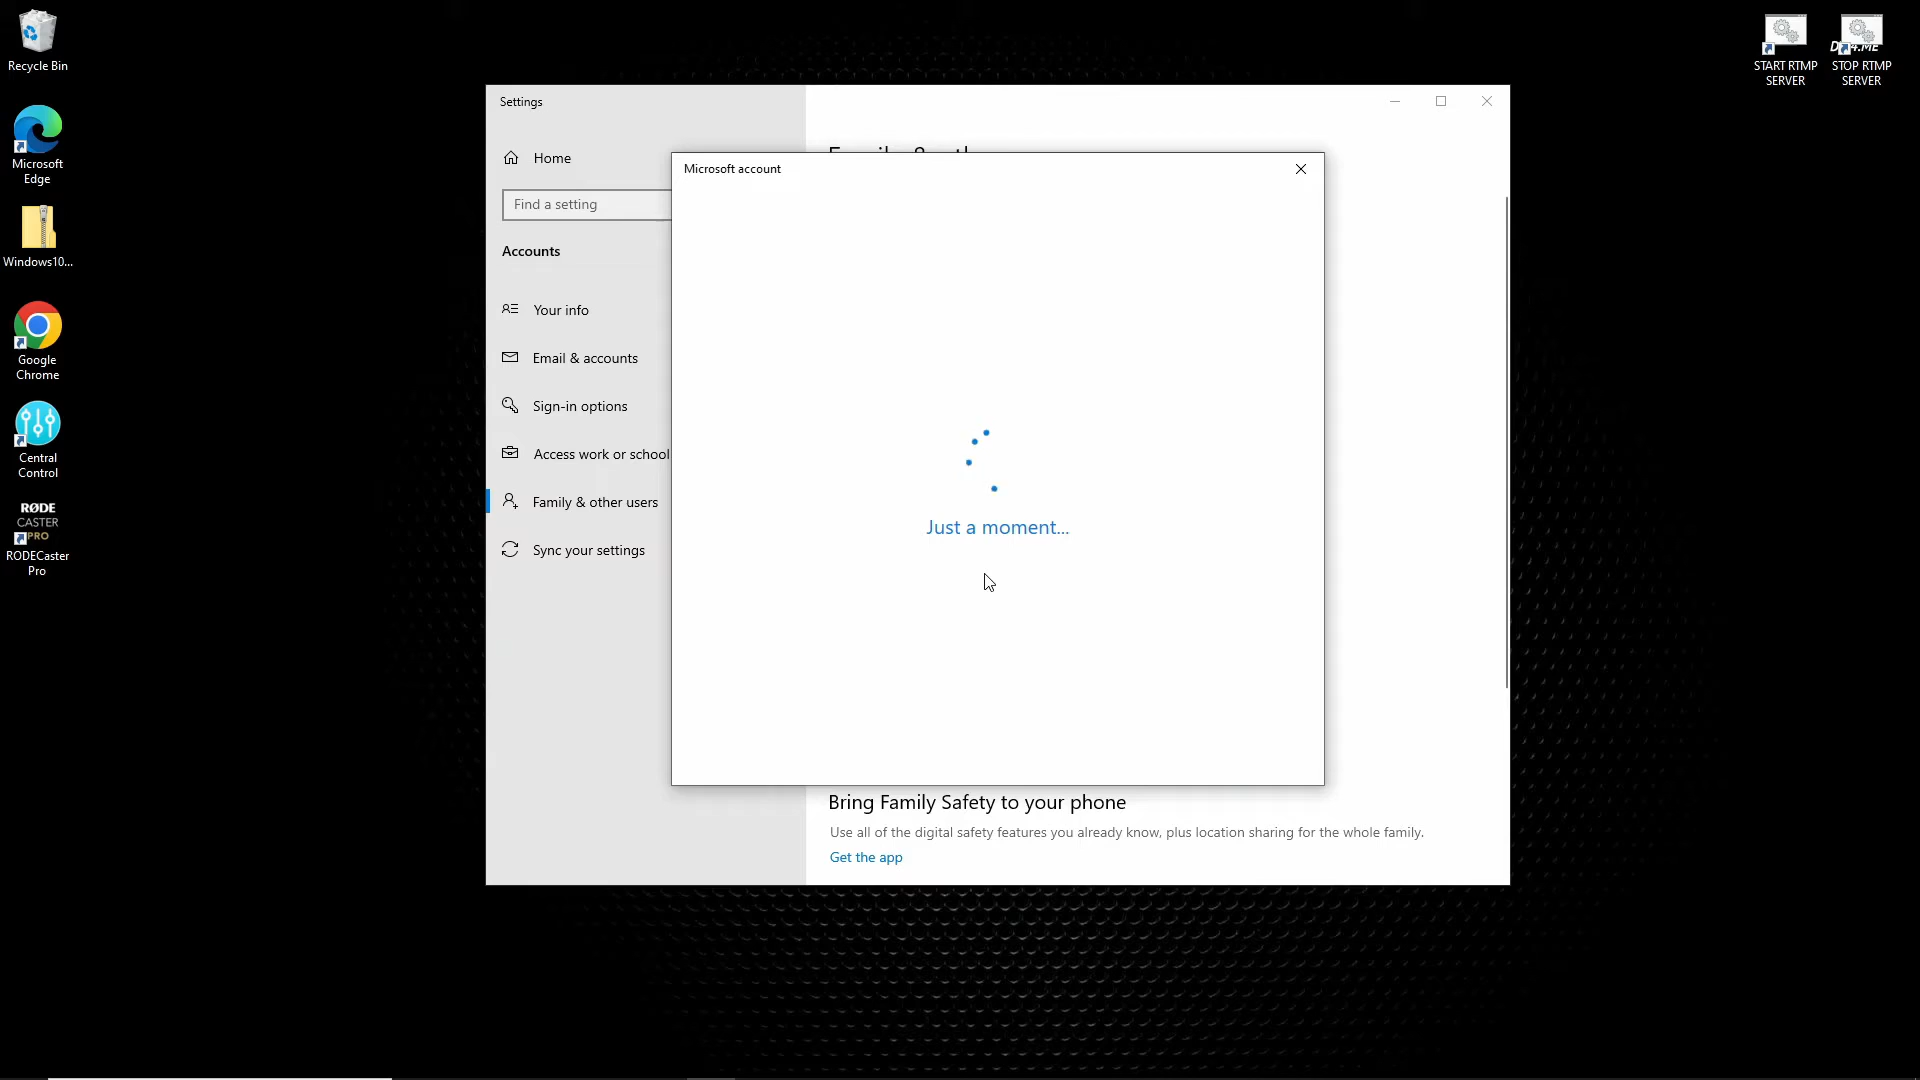 Recycle Bin
Microsoft
Edge
Windows10...
Google
Chrome
Central
Control
RØDE
CASTER
PRO
RODECaster
Pro
Settings
Home
Find a setting
Accounts
Your info
Email & accounts
Sign-in options
Access work or school
Family & other users
Sync your settings
Microsoft account
Just a moment...
Bring Family Safety to your phone
Use all of the digital safety features you already know, plus location sharing for the whole family.
Get the app
START RTMP
SERVER
STOP RTMP
SERVER